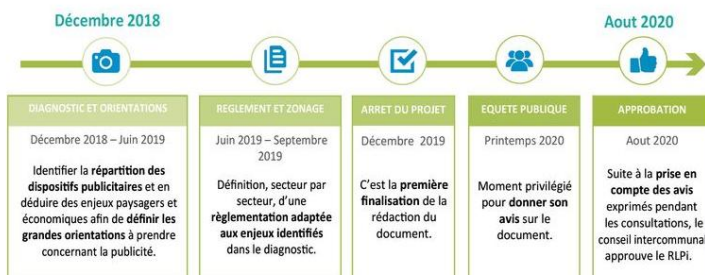 Décembre 2018
Aout 2020
DIAGNOSTIC ET ORIENTATIONS
Décembre 2018 – Juin 2019
Identifier la répartition des
dispositifs publicitaires et en
déduire des enjeux paysagers et
économiques afin de définir les
grandes orientations à prendre
concernant la publicité.
REGLEMENT ET ZONAGE
Juin 2019 – Septembre
2019
Définition, secteur par
secteur, d'une
règlementation adaptée
aux enjeux identifiés
dans le diagnostic.
ARRET DU PROJET
Décembre 2019
C'est la première
finalisation de la
rédaction du
document.
EQUETE PUBLIQUE
Printemps 2020
Moment privilégié
pour donner son
avis sur le
document.
APPROBATION
Aout 2020
Suite à la prise en
compte des avis
exprimés pendant
les consultations, le
conseil intercommunal
approuve le RLPi.